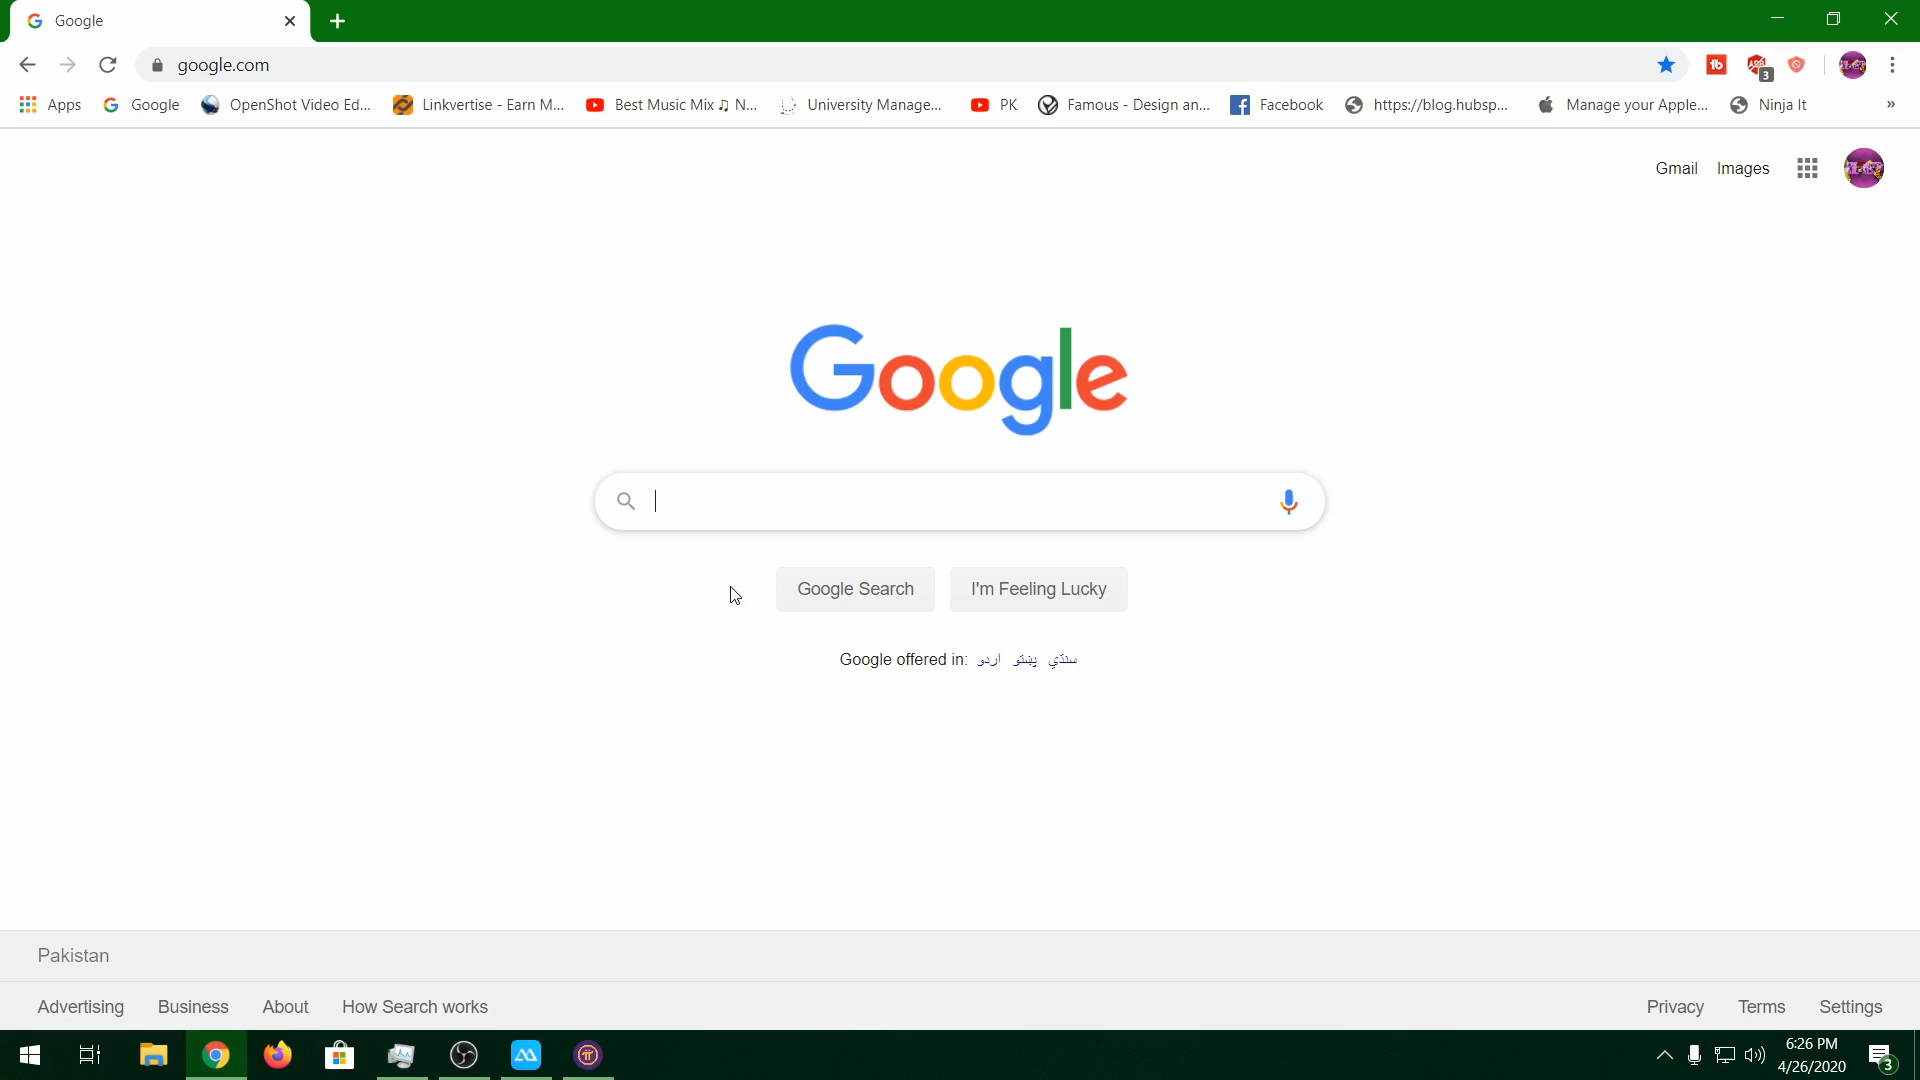 Google
google.com
3
Apps Google OpenShot Video Ed... Linkvertise - Earn M... Best Music Mix ♫ N... University Manage... PK Famous - Design an... Facebook https://blog.hubsp... Manage your Apple... Ninja It »
Gmail Images
Google
Google Search I'm Feeling Lucky
Google offered in: اردو پښتو سنڌي
Pakistan
Advertising Business About How Search works Privacy Terms Settings
6:26 PM
4/26/2020
3